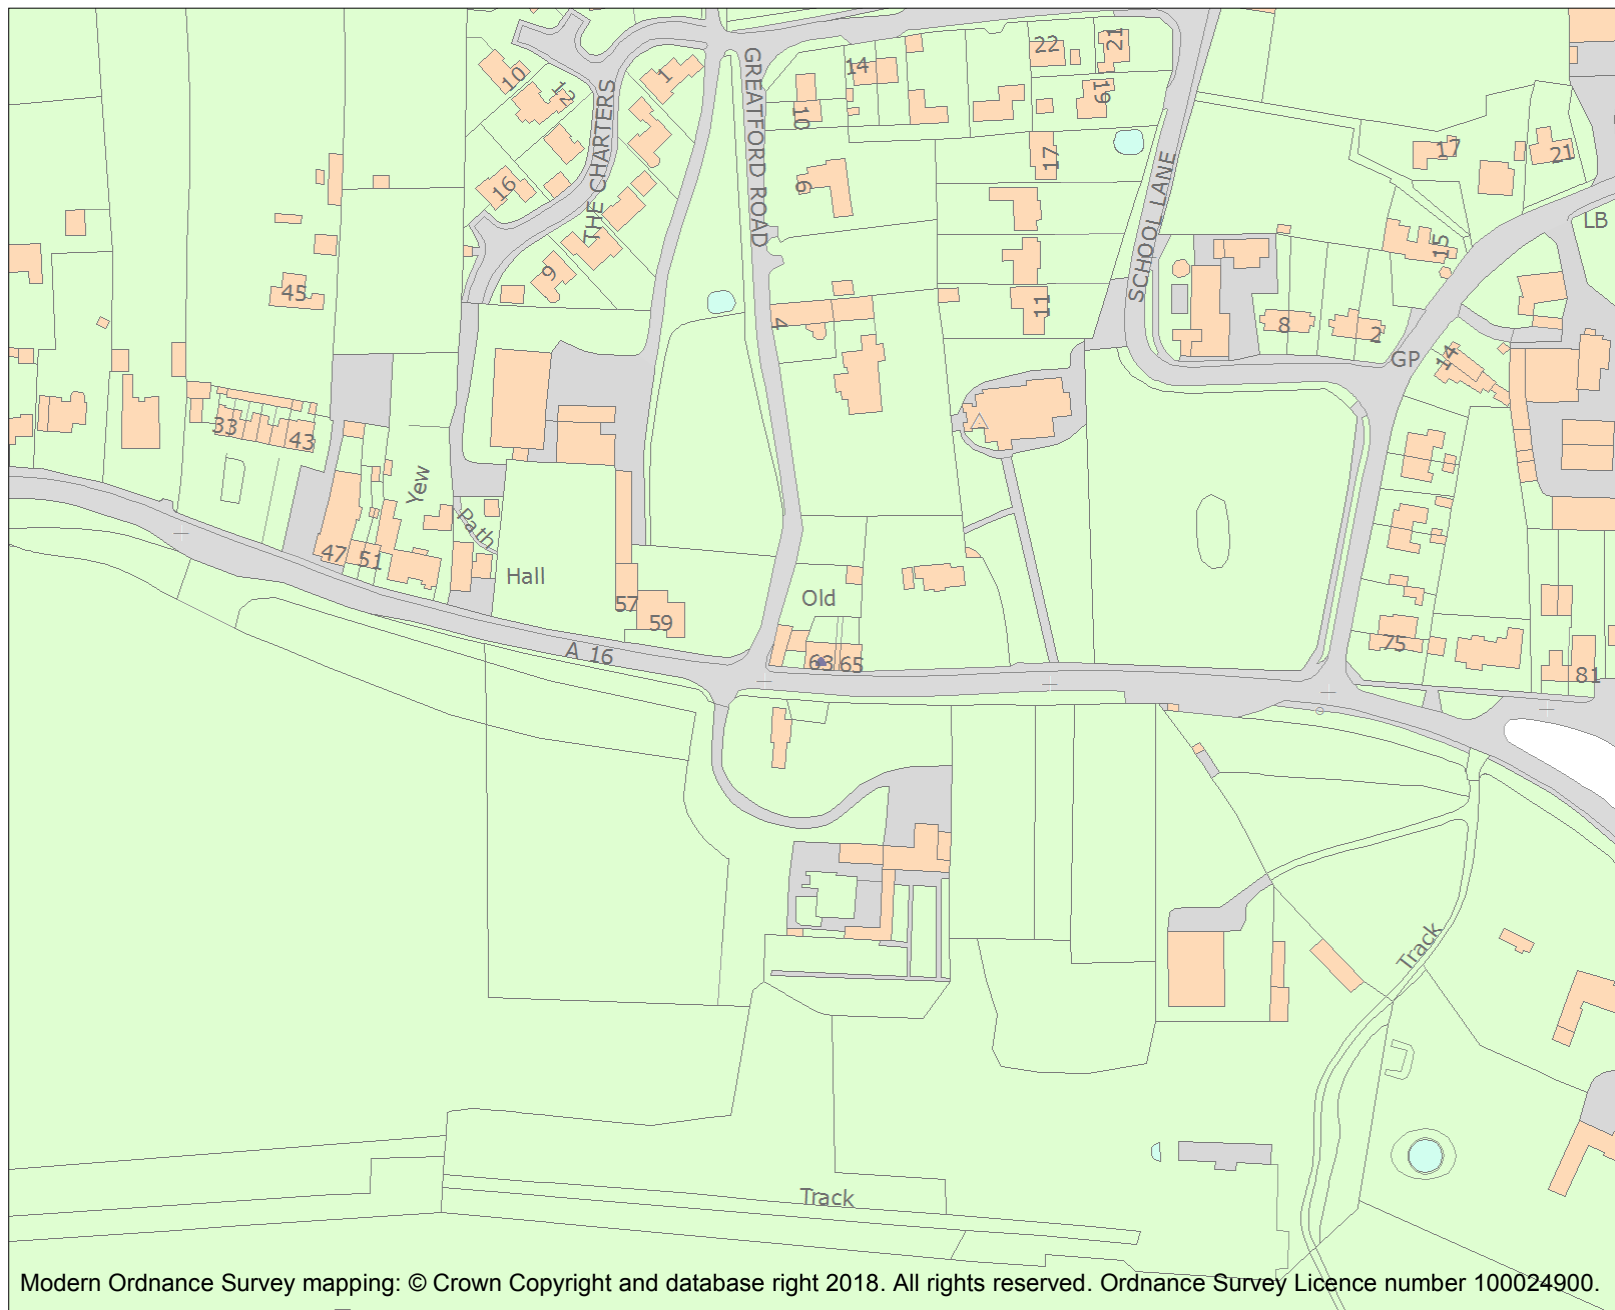 22
21
14
1
10
12
19
10
GREATFORD ROAD
THE CHARTERS
17
17
21
16
6
SCHOOL LANE
LB
15
9
45
11
4
8
2
GP
14
33
43
Yew
Path
47
51
Hall
57
59
Old
63
65
A 16
75
81
Track
Track
Modern Ordnance Survey mapping: © Crown Copyright and database right 2018. All rights reserved. Ordnance Survey Licence number 100024900.